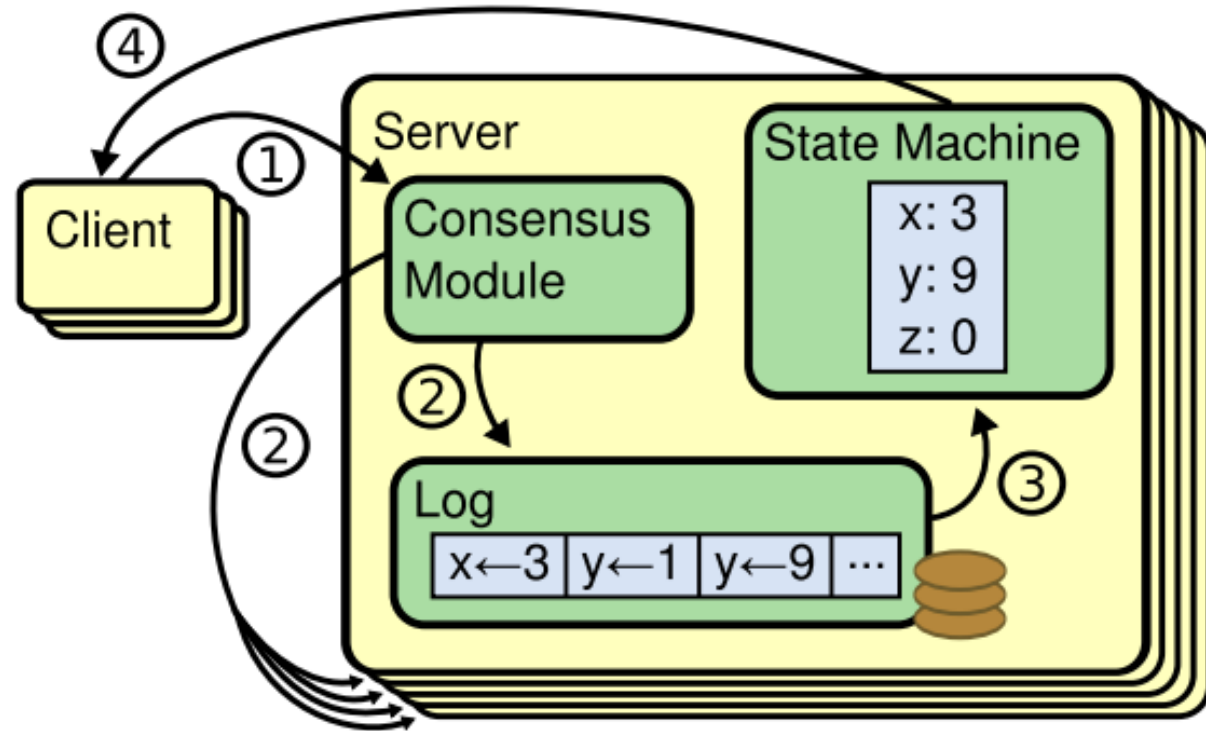 ④
①
Server
State Machine
Client
Consensus
Module
x: 3
y: 9
z: 0
②
②
③
Log
x←3 y←1 y←9 ...